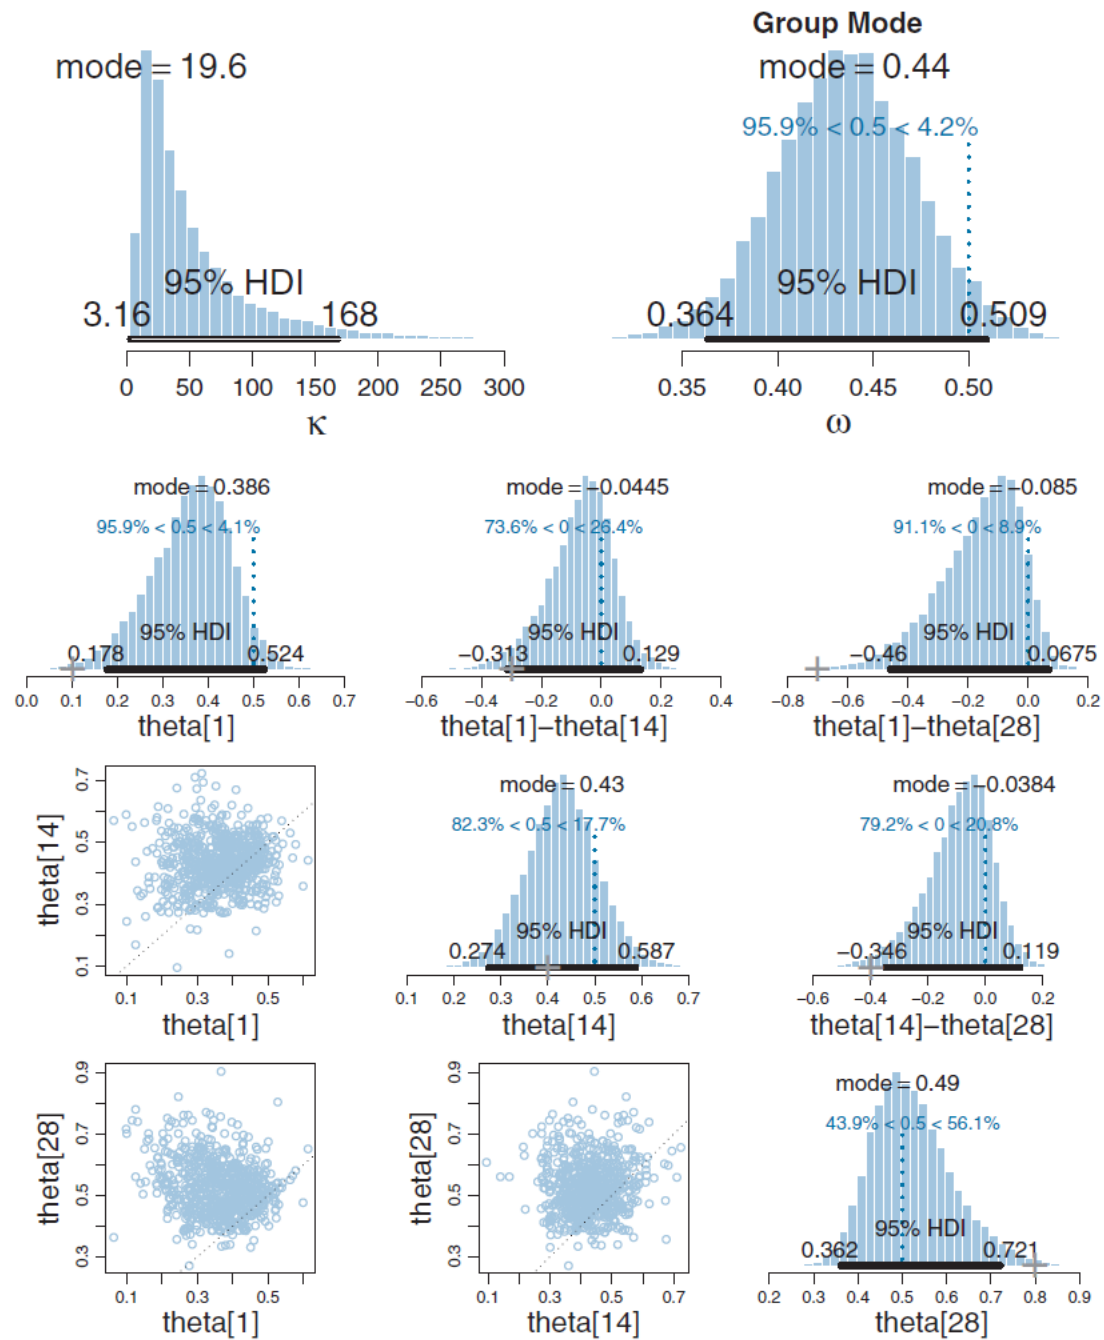 Group Mode
mode = 19.6
mode = 0.44
95.9% < 0.5 < 4.2%
95% HDI
95% HDI
3.16 168
0.364 0.509
0 50 100 150 200 250 300
0.35 0.40 0.45 0.50
κ
ω
mode = 0.386
mode = −0.0445
mode = −0.085
95.9% < 0.5 < 4.1%
73.6% < 0 < 26.4%
91.1% < 0 < 8.9%
95% HDI
95% HDI
95% HDI
0.178 0.524
−0.313 0.129
−0.46 0.0675
0.0 0.1 0.2 0.3 0.4 0.5 0.6 0.7
−0.6 −0.4 −0.2 0.0 0.2 0.4
−0.8 −0.6 −0.4 −0.2 0.0 0.2
theta[1]
theta[1]−theta[14]
theta[1]−theta[28]
theta[14]
0.1 0.3 0.5 0.7
0.1 0.3 0.5
theta[1]
mode = 0.43
82.3% < 0.5 < 17.7%
95% HDI
0.274 0.587
0.1 0.2 0.3 0.4 0.5 0.6 0.7
theta[14]
mode = −0.0384
79.2% < 0 < 20.8%
95% HDI
−0.346 0.119
−0.6 −0.4 −0.2 0.0 0.2
theta[14]−theta[28]
theta[28]
0.3 0.5 0.7 0.9
0.1 0.3 0.5
theta[1]
theta[28]
0.3 0.5 0.7 0.9
0.1 0.3 0.5 0.7
theta[14]
mode = 0.49
43.9% < 0.5 < 56.1%
95% HDI
0.362 0.721
0.2 0.3 0.4 0.5 0.6 0.7 0.8 0.9
theta[28]